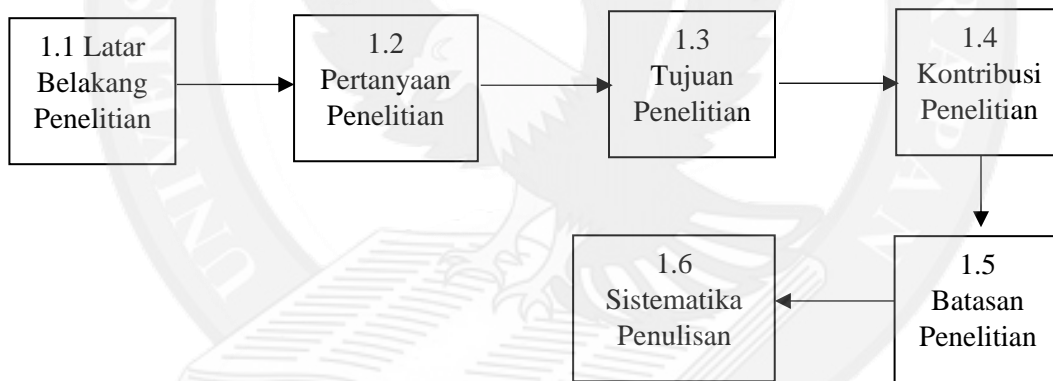 1.1 Latar
Belakang
Penelitian
1.2
Pertanyaan
Penelitian
1.3
Tujuan
Penelitian
1.4
Kontribusi
Penelitian
1.5
Batasan
Penelitian
1.6
Sistematika
Penulisan